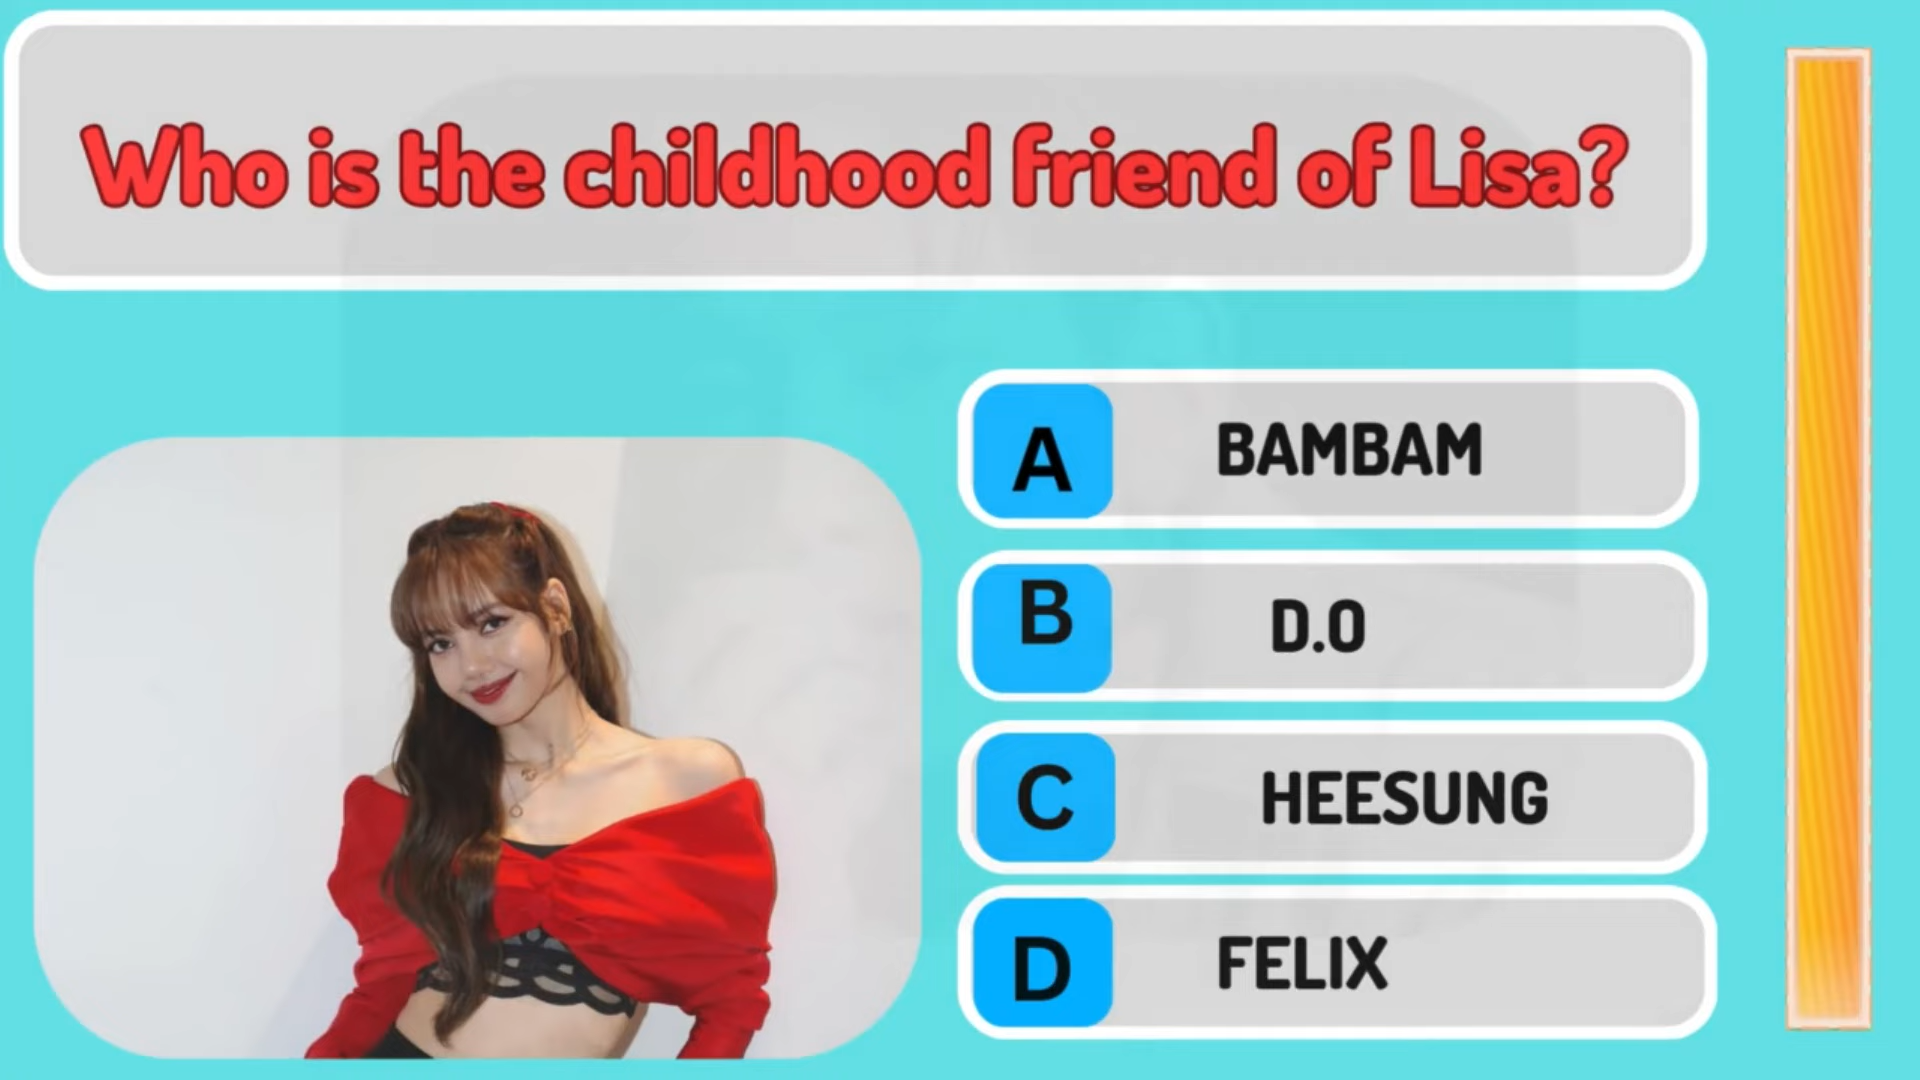 Who is the childhood friend of Lisa?
A BAMBAM
B D.O
C HEESUNG
D FELIX